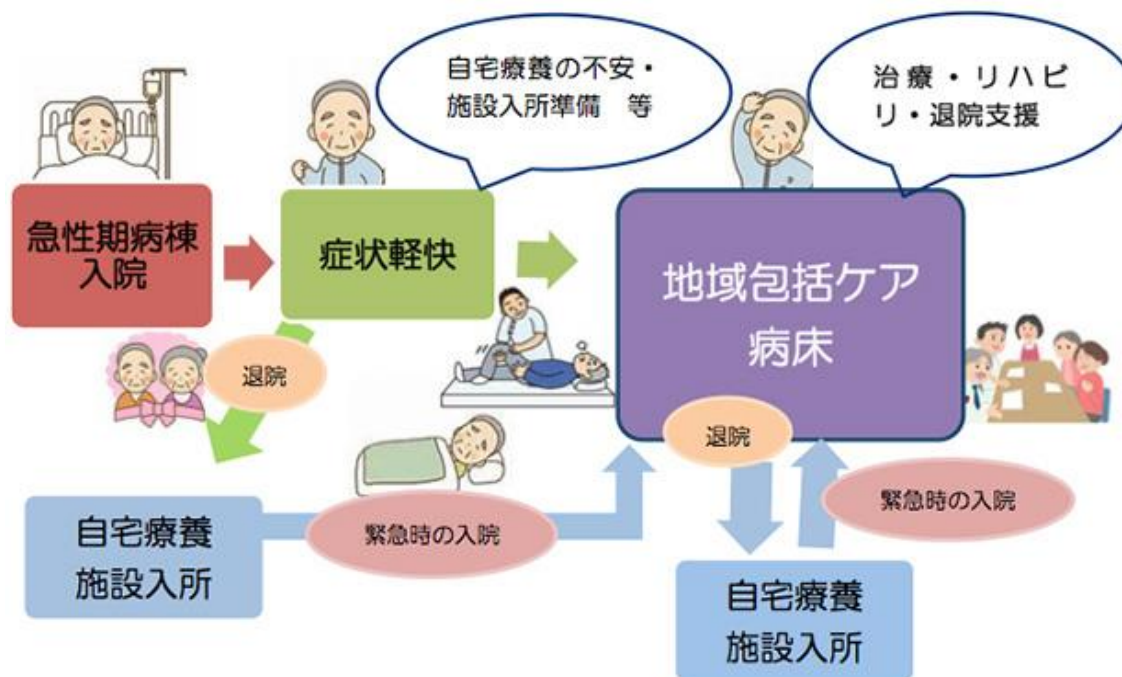 自宅療養の不安・
施設入所準備　等
治療・リハビ
リ・退院支援
急性期病棟
入院
症状軽快
地域包括ケア
病床
退院
退院
自宅療養
施設入所
緊急時の入院
緊急時の入院
自宅療養
施設入所